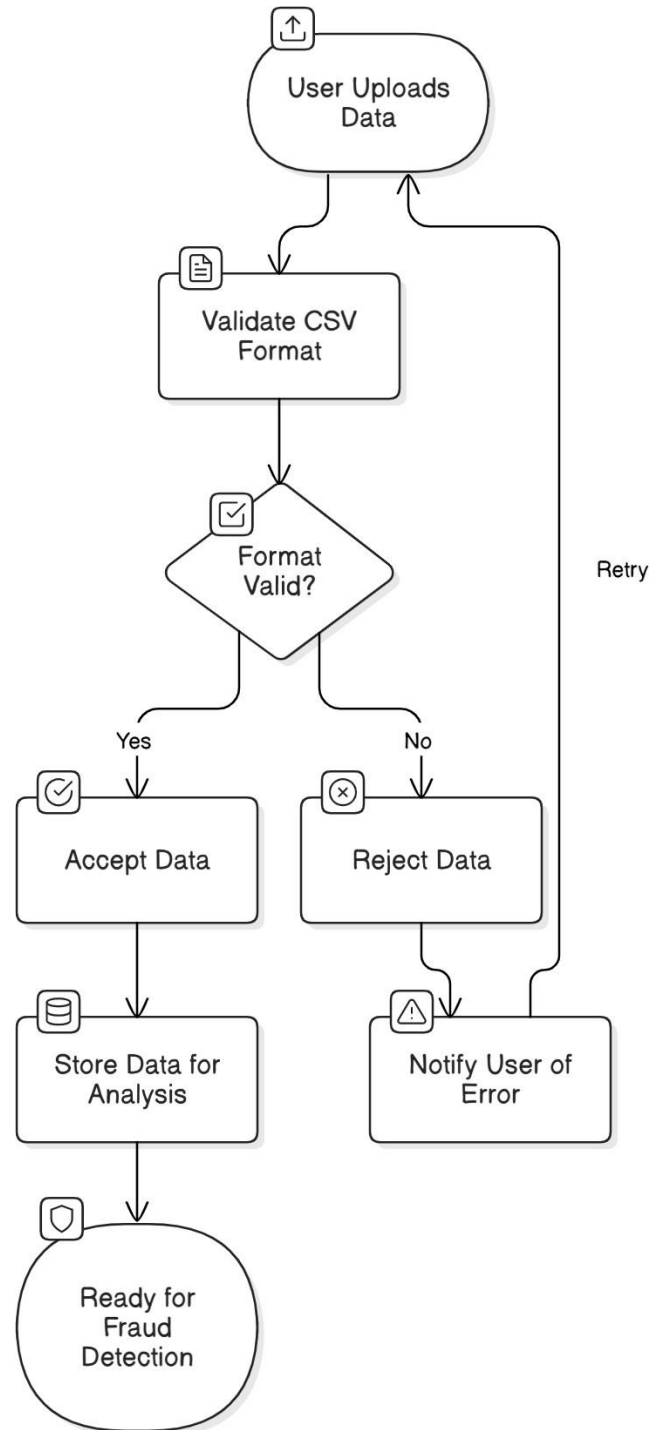 User Uploads
Data
Validate CSV
Format
Format
Valid?
Retry
Yes
No
Accept Data
Reject Data
Store Data for
Analysis
Notify User of
Error
Ready for
Fraud
Detection